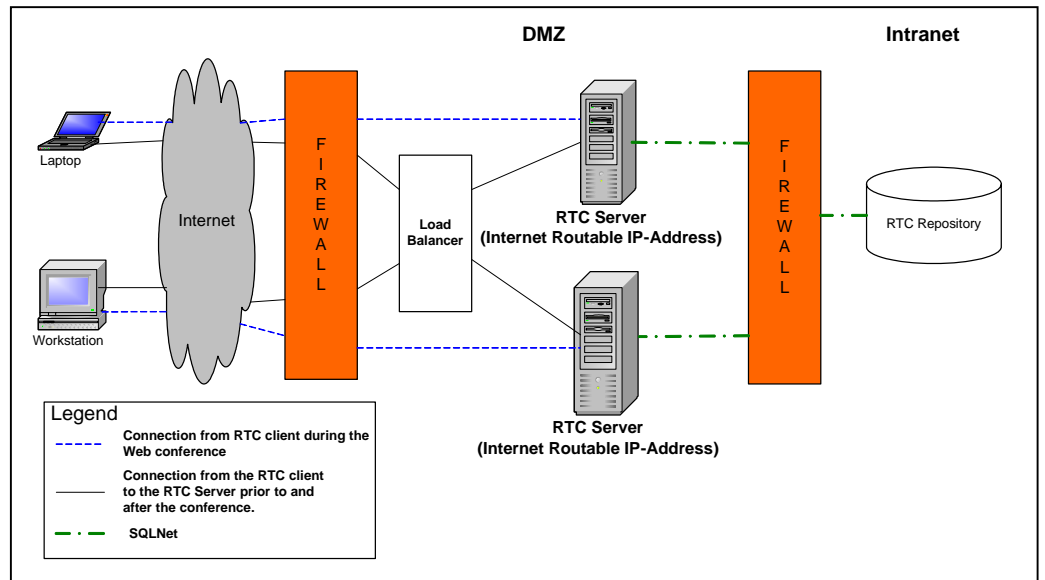 DMZ
Intranet
Laptop
Internet
Workstation
FIREWALL
Load
Balancer
RTC Server
(Internet Routable IP-Address)
RTC Server
(Internet Routable IP-Address)
FIREWALL
RTC Repository
Legend
Connection from RTC client during the
Web conference
Connection from the RTC client
to the RTC Server prior to and
after the conference.
SQLNet